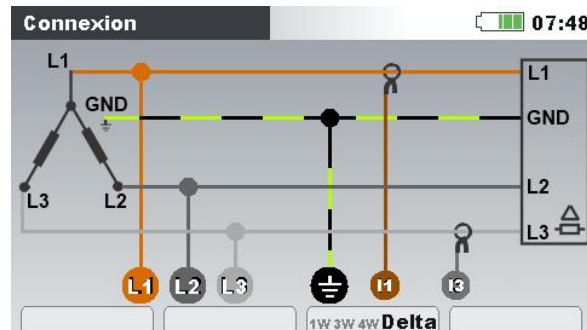 Connexion 07:48
L1 L1
GND GND
L3 L2 L2
L3
L1 L2 L3 I1 I3
1W 3W 4W Delta